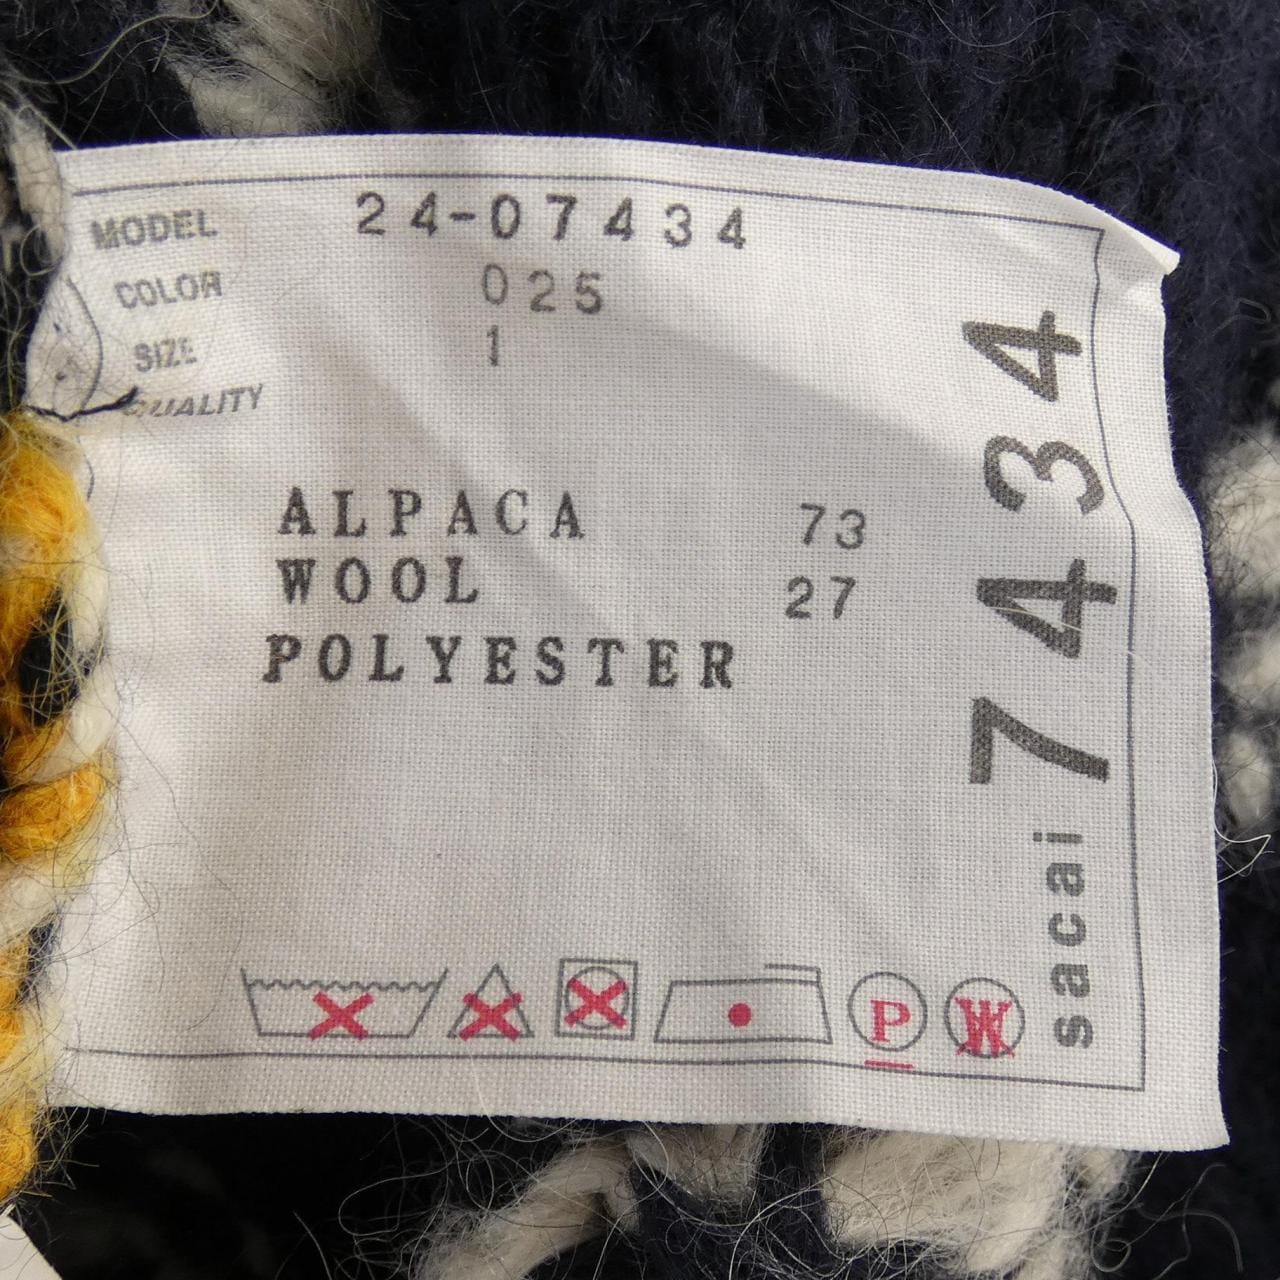 MODEL 24-07434
COLOR 025
SIZE 1
QUALITY
ALPACA 73
WOOL 27
POLYESTER
P
W
sacai 7434